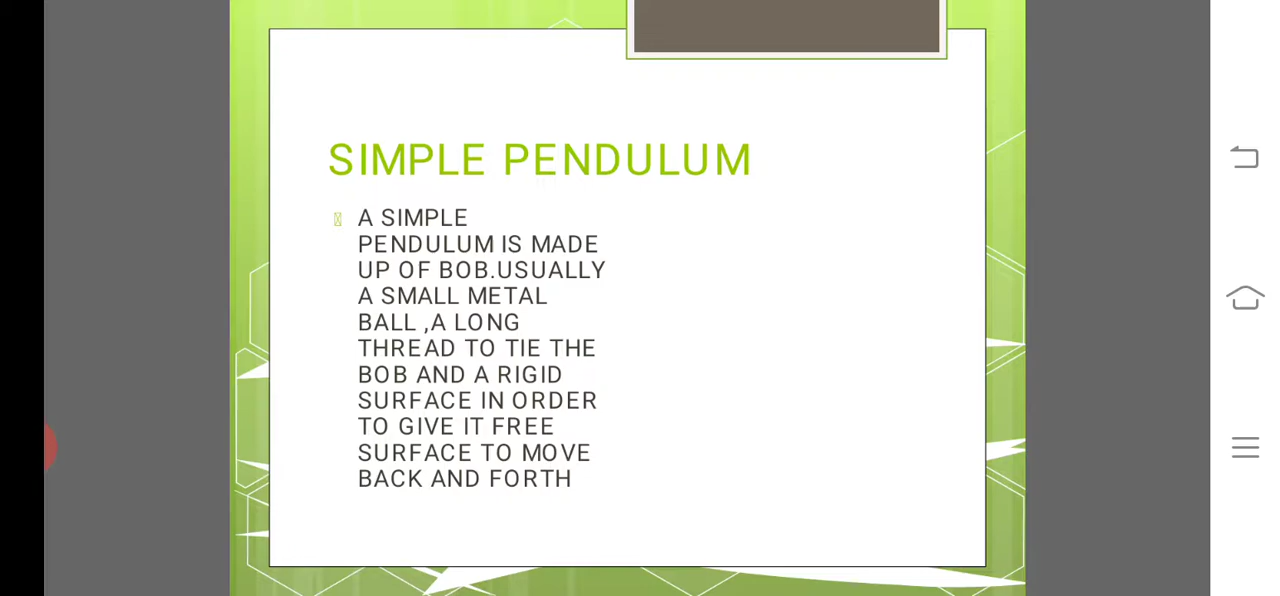 SIMPLE PENDULUM
A SIMPLE
PENDULUM IS MADE
UP OF BOB.USUALLY
A SMALL METAL
BALL ,A LONG
THREAD TO TIE THE
BOB AND A RIGID
SURFACE IN ORDER
TO GIVE IT FREE
SURFACE TO MOVE
BACK AND FORTH